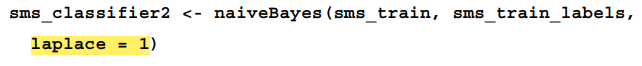 sms_classifier2 <- naiveBayes(sms_train, sms_train_labels,
laplace = 1)